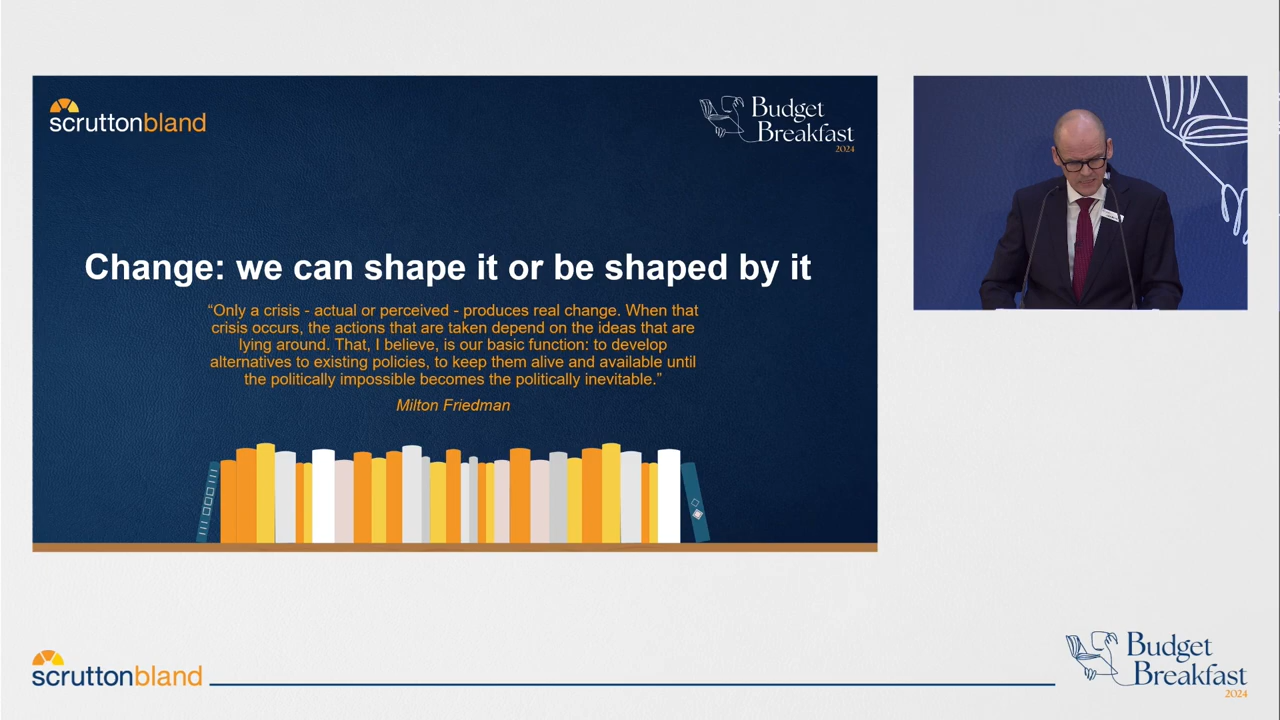 scruttonbland
Budget
Breakfast
2024
Change: we can shape it or be shaped by it
“Only a crisis - actual or perceived - produces real change. When that
crisis occurs, the actions that are taken depend on the ideas that are
lying around. That, I believe, is our basic function: to develop
alternatives to existing policies, to keep them alive and available until
the politically impossible becomes the politically inevitable.”
Milton Friedman
scruttonbland
Budget
Breakfast
2024